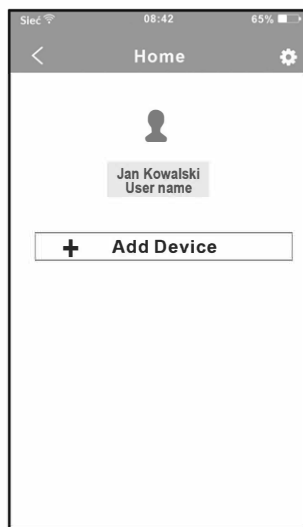 Sieć 08:42 65%
Home
Jan Kowalski
User name
+ Add Device